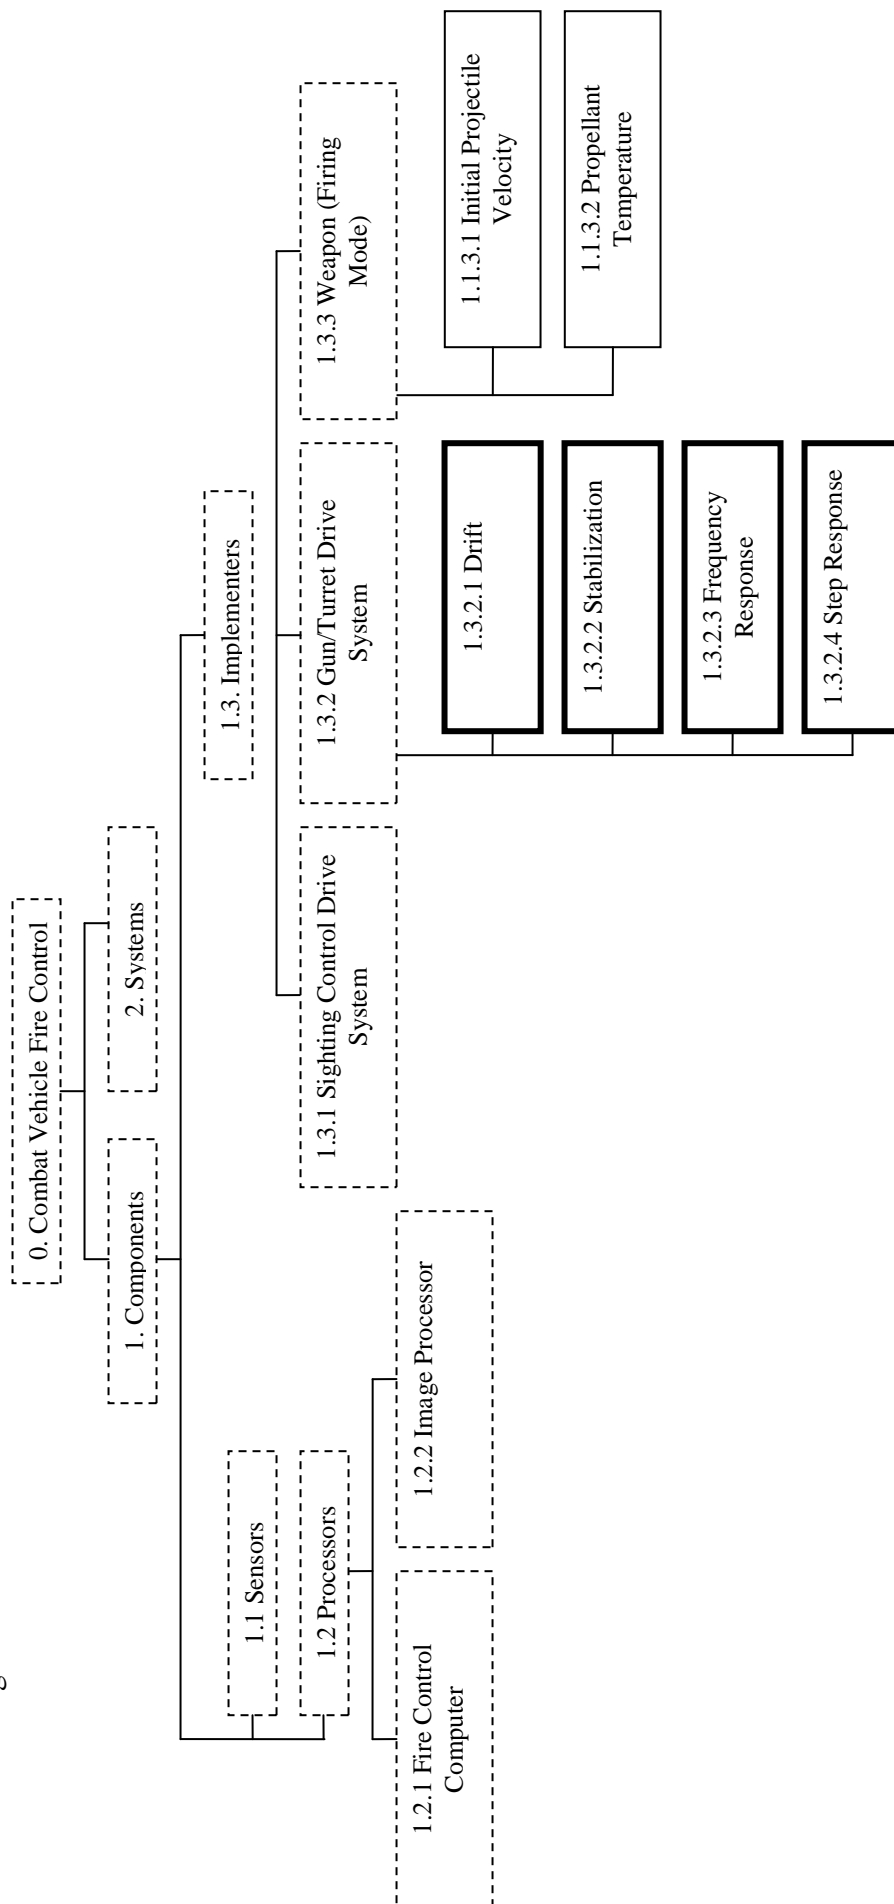 0. Combat Vehicle Fire Control
1. Components
2. Systems
1.1 Sensors
1.2 Processors
1.2.1 Fire Control
Computer
1.2.2 Image Processor
1.3. Implementers
1.3.1 Sighting Control Drive
System
1.3.2 Gun/Turret Drive
System
1.3.2.1 Drift
1.3.2.2 Stabilization
1.3.2.3 Frequency
Response
1.3.2.4 Step Response
1.3.3 Weapon (Firing
Mode)
1.1.3.1 Initial Projectile
Velocity
1.1.3.2 Propellant
Temperature